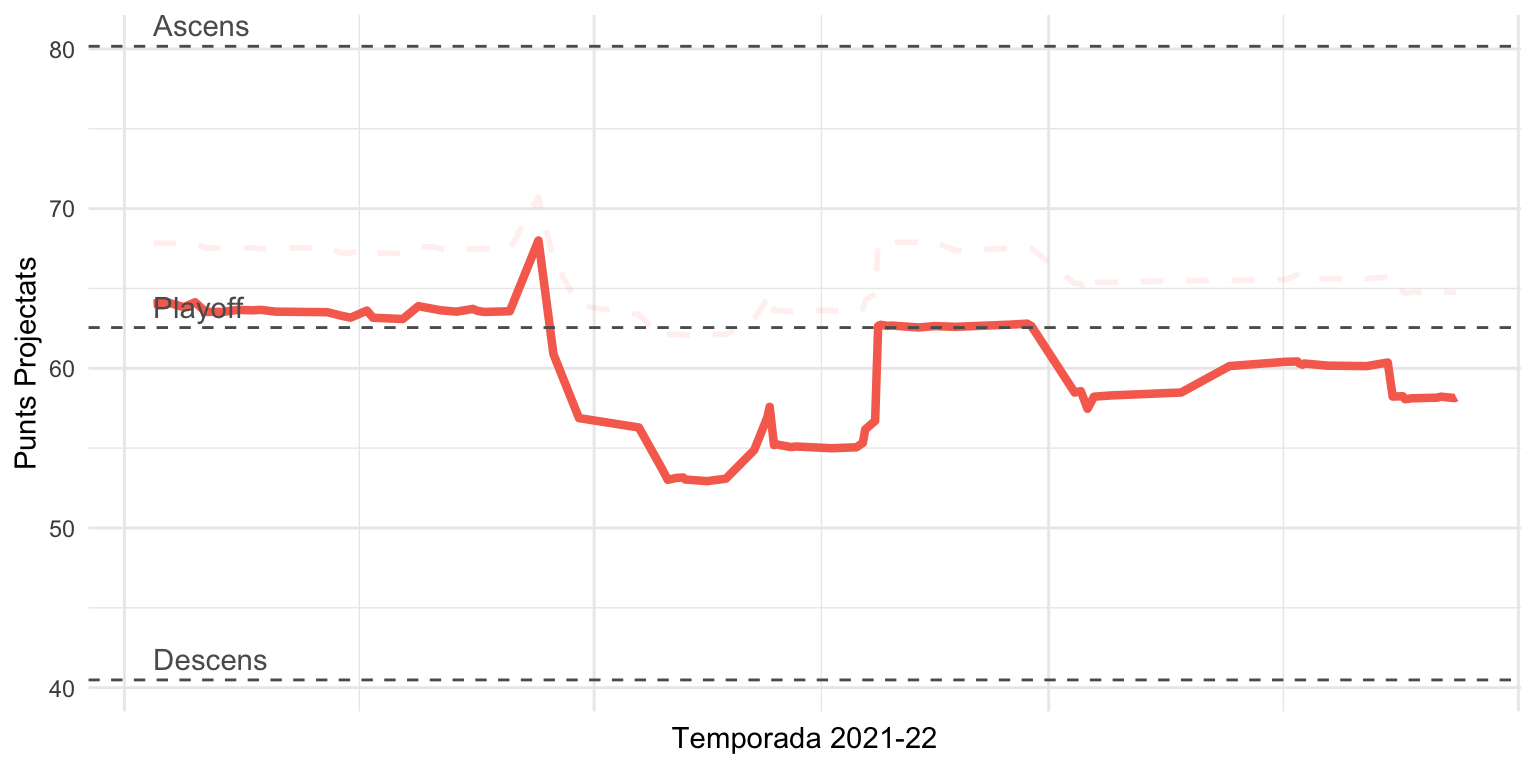 Ascens
80
70
Playoff
60
50
Descens
40
Punts Projectats
Temporada 2021-22